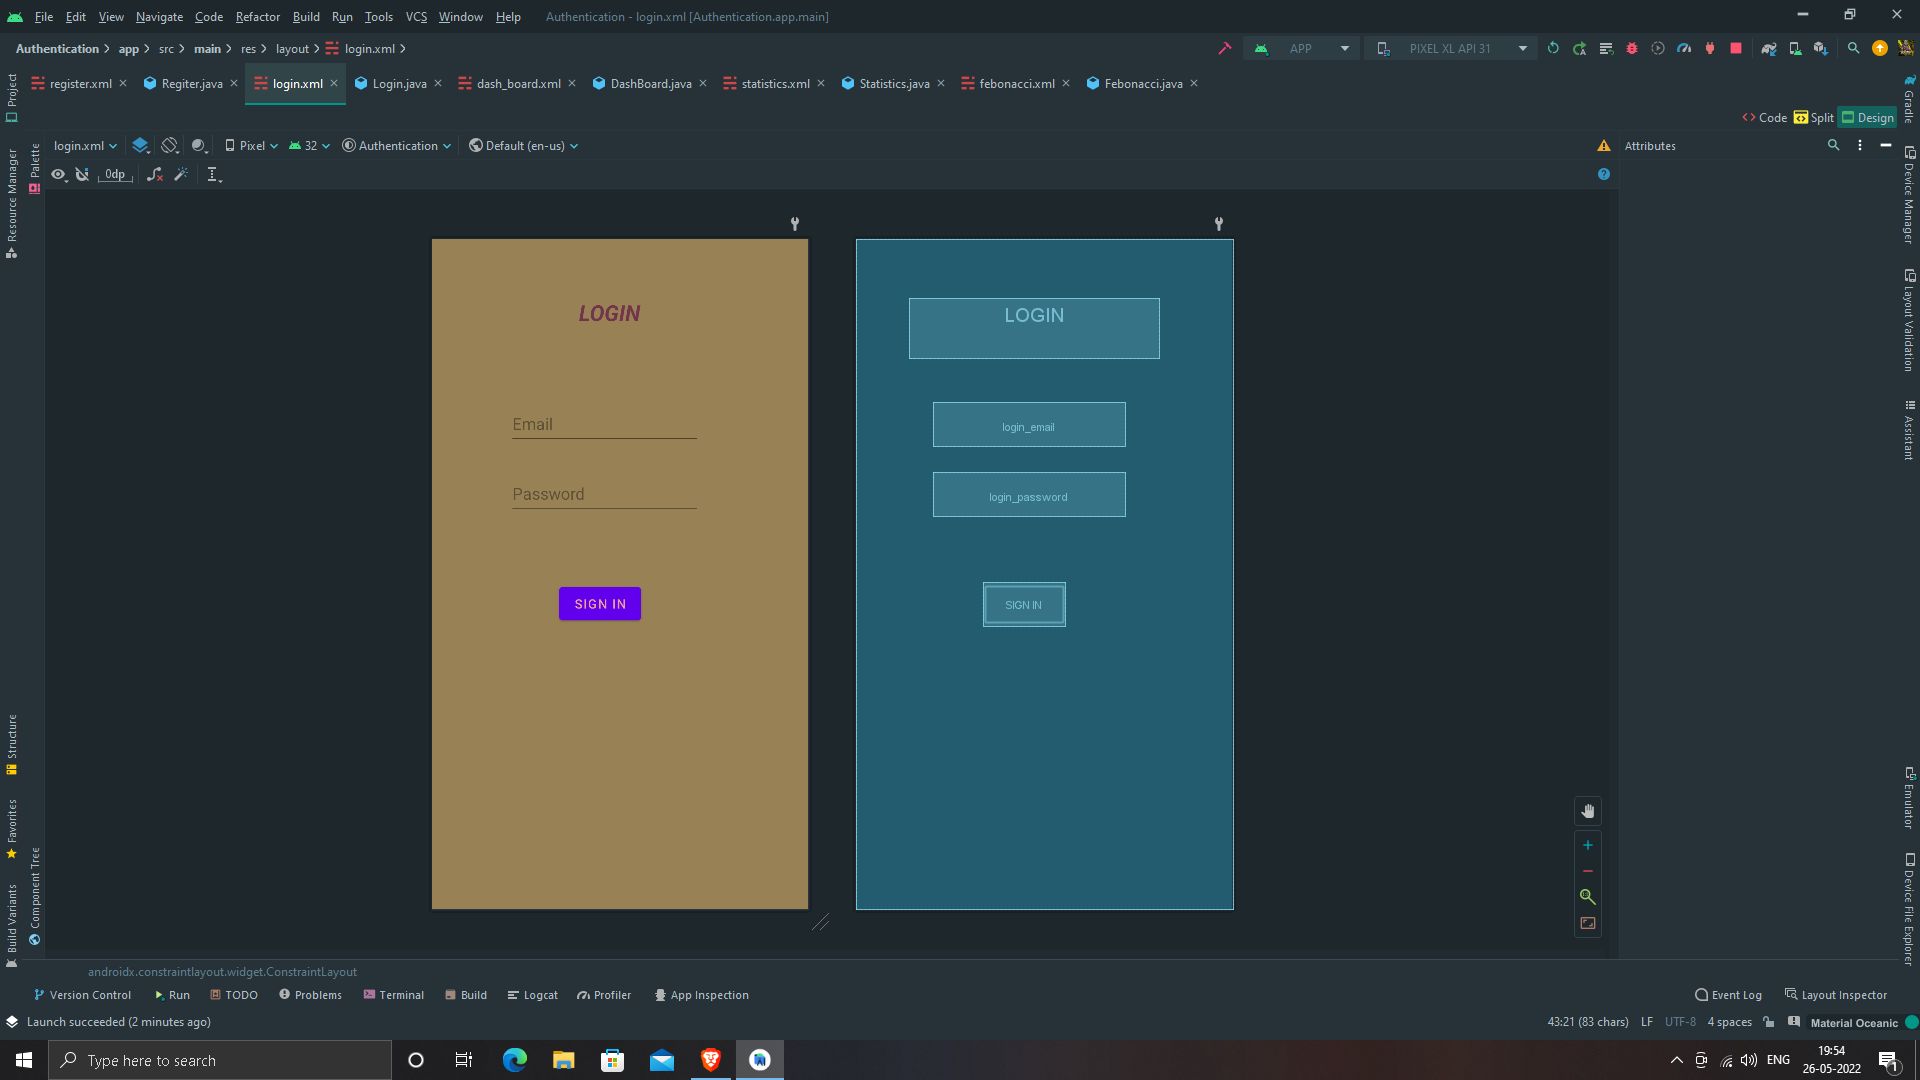 File Edit View Navigate Code Refactor Build Run Tools VCS Window Help Authentication - login.xml [Authentication.app.main]
Authentication app src main res layout login.xml APP PIXEL XL API 31
register.xml Regiter.java login.xml Login.java dash_board.xml DashBoard.java statistics.xml Statistics.java febonacci.xml Febonacci.java
Code Split Design
login.xml Pixel 32 Authentication Default (en-us) Attributes
0dp
LOGIN
Email
Password
SIGN IN
LOGIN
login_email
login_password
SIGN IN
Project
Resource Manager
Structure
Favorites
Build Variants
Palette
Component Tree
Gradle
Device Manager
Layout Validation
Assistant
Emulator
Device File Explorer
androidx.constraintlayout.widget.ConstraintLayout
Version Control Run TODO Problems Terminal Build Logcat Profiler App Inspection Event Log Layout Inspector
Launch succeeded (2 minutes ago) 43:21 (83 chars) LF UTF-8 4 spaces Material Oceanic
Type here to search ENG 19:54
26-05-2022 1